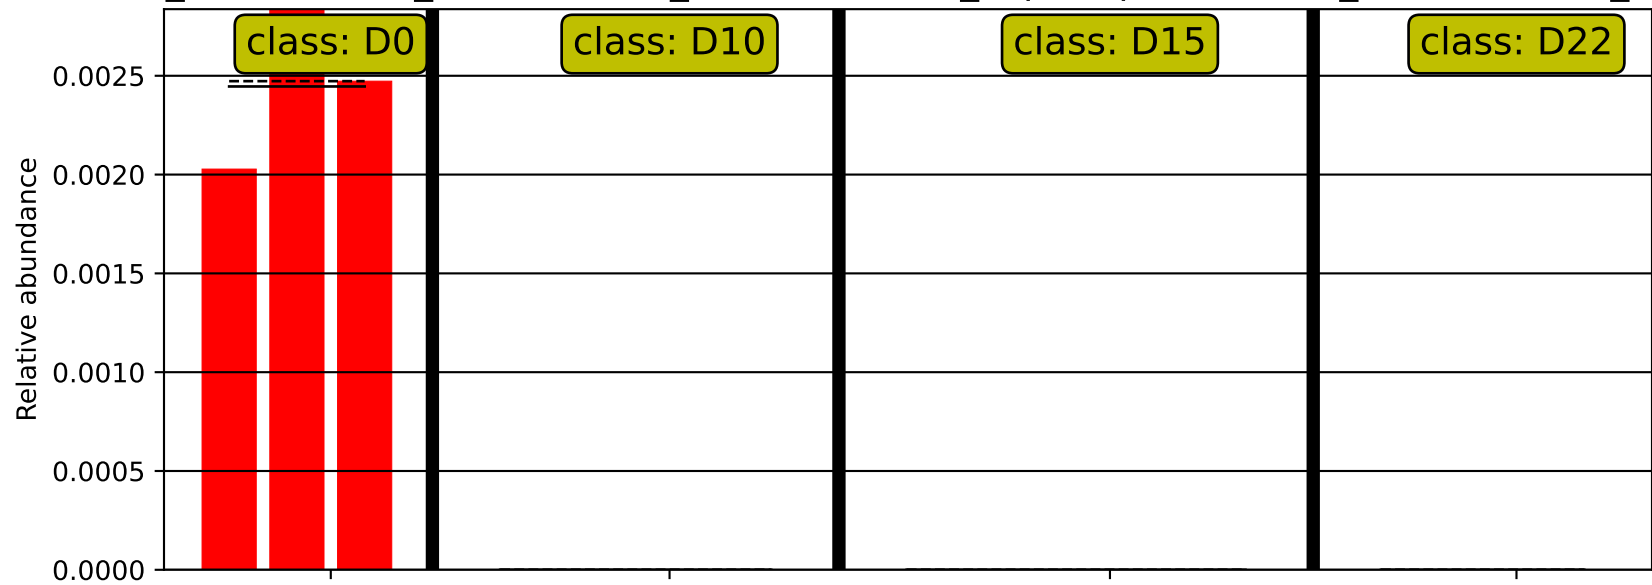 class: D0
class: D10
class: D15
class: D22
0.0025
0.0020
0.0015
0.0010
0.0005
0.0000
Relative abundance